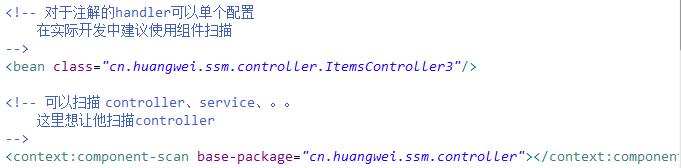 <!-- 对于注解的handler可以单个配置
在实际开发中建议使用组件扫描
-->
<bean class="cn.huangwei.ssm.controller.ItemsController3"/>
<!-- 可以扫描 controller、service、。。
这里想让他扫描controller
-->
<context:component-scan base-package="cn.huangwei.ssm.controller"></context:component